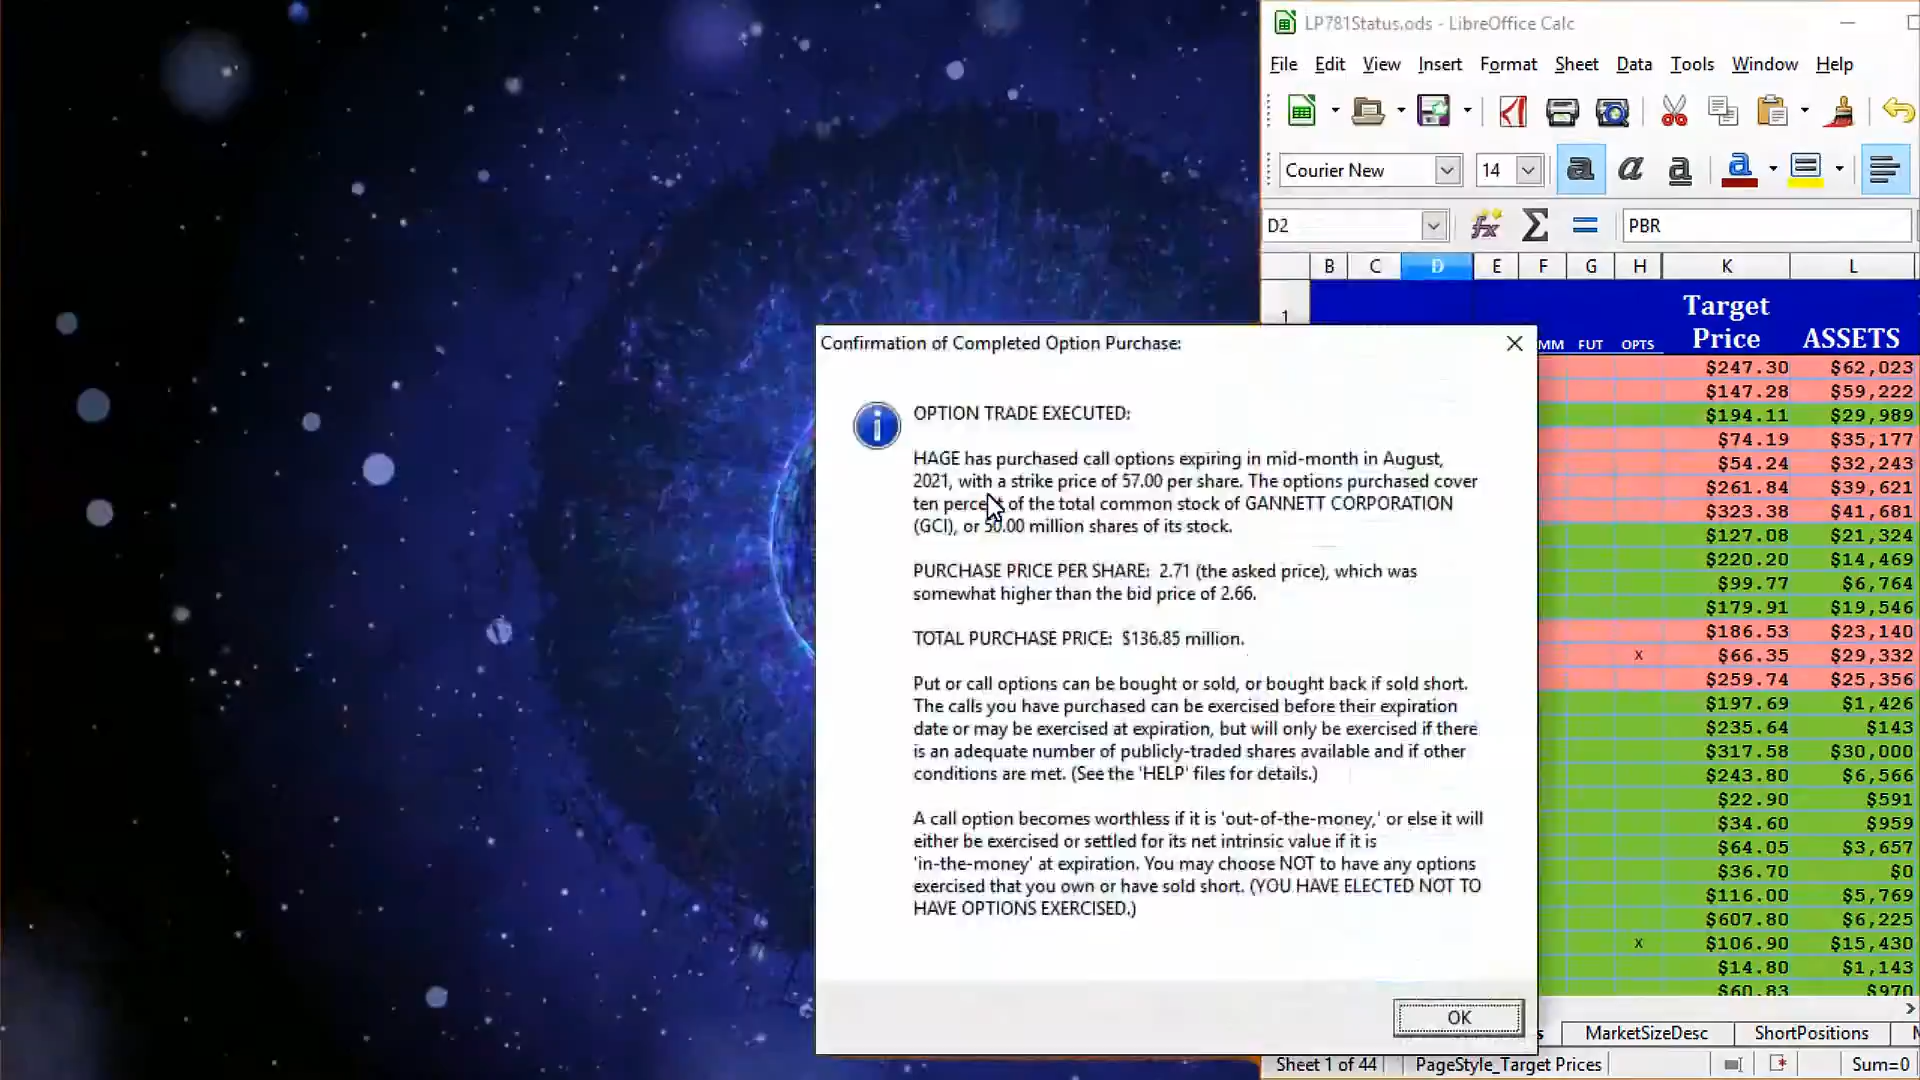 LP781Status.ods - LibreOffice Calc
File Edit View Insert Format Sheet Data Tools Window Help
Courier New 14
D2 PBR
B C D E F G H K L
1
Target Price ASSETS
MM FUT OPTS
Confirmation of Completed Option Purchase:
OPTION TRADE EXECUTED:
HAGE has purchased call options expiring in mid-month in August,
2021, with a strike price of 57.00 per share. The options purchased cover
ten percent of the total common stock of GANNETT CORPORATION
(GCI), or 50.00 million shares of its stock.
PURCHASE PRICE PER SHARE: 2.71 (the asked price), which was
somewhat higher than the bid price of 2.66.
TOTAL PURCHASE PRICE: $136.85 million.
Put or call options can be bought or sold, or bought back if sold short.
The calls you have purchased can be exercised before their expiration
date or may be exercised at expiration, but will only be exercised if there
is an adequate number of publicly-traded shares available and if other
conditions are met. (See the 'HELP' files for details.)
A call option becomes worthless if it is 'out-of-the-money,' or else it will
either be exercised or settled for its net intrinsic value if it is
'in-the-money' at expiration. You may choose NOT to have any options
exercised that you own or have sold short. (YOU HAVE ELECTED NOT TO
HAVE OPTIONS EXERCISED.)
OK
$247.30 $62,023
$147.28 $59,222
$194.11 $29,989
$74.19 $35,177
$54.24 $32,243
$261.84 $39,621
$323.38 $41,681
$127.08 $21,324
$220.20 $14,469
$99.77 $6,764
$179.91 $19,546
$186.53 $23,140
x $66.35 $29,332
$259.74 $25,356
$197.69 $1,426
$235.64 $143
$317.58 $30,000
$243.80 $6,566
$22.90 $591
$34.60 $959
$64.05 $3,657
$36.70 $0
$116.00 $5,769
$607.80 $6,225
x $106.90 $15,430
$14.80 $1,143
$60.83 $970
s MarketSizeDesc ShortPositions
Sheet 1 of 44 PageStyle_Target Prices Sum=0